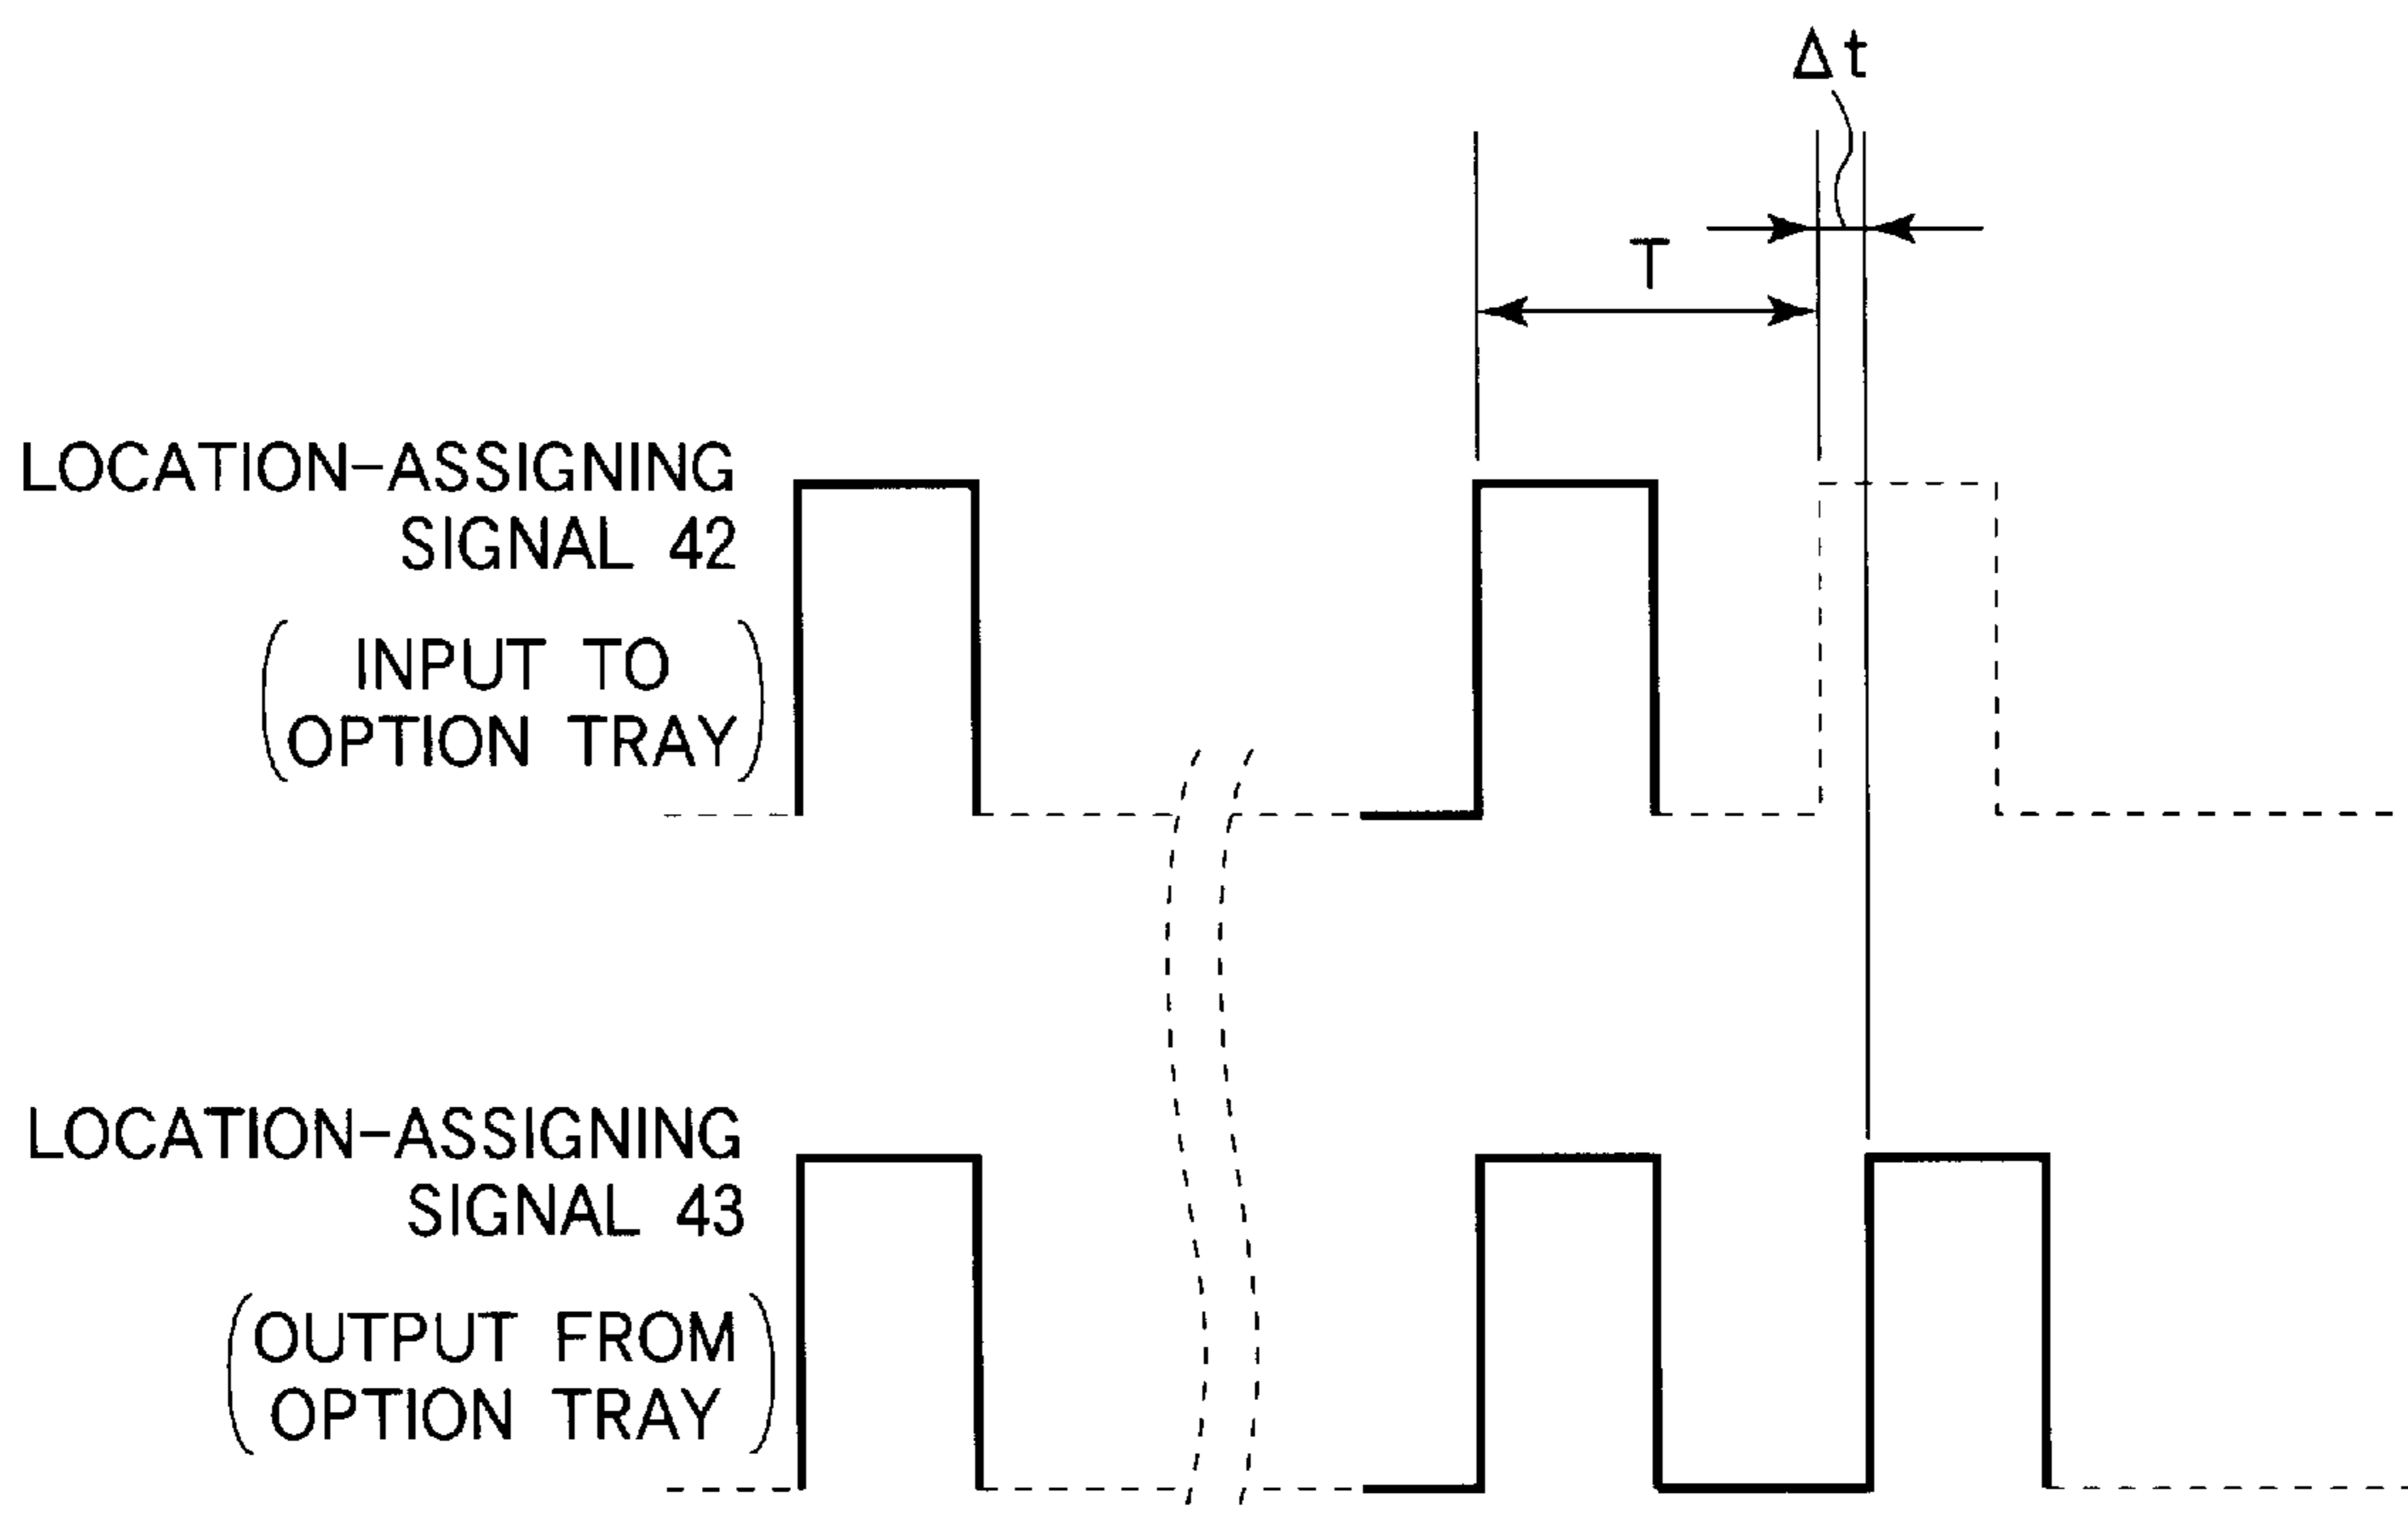 Δt
T
LOCATION-ASSIGNING
SIGNAL 42
(INPUT TO
OPTION TRAY)
LOCATION-ASSIGNING
SIGNAL 43
(OUTPUT FROM
OPTION TRAY)